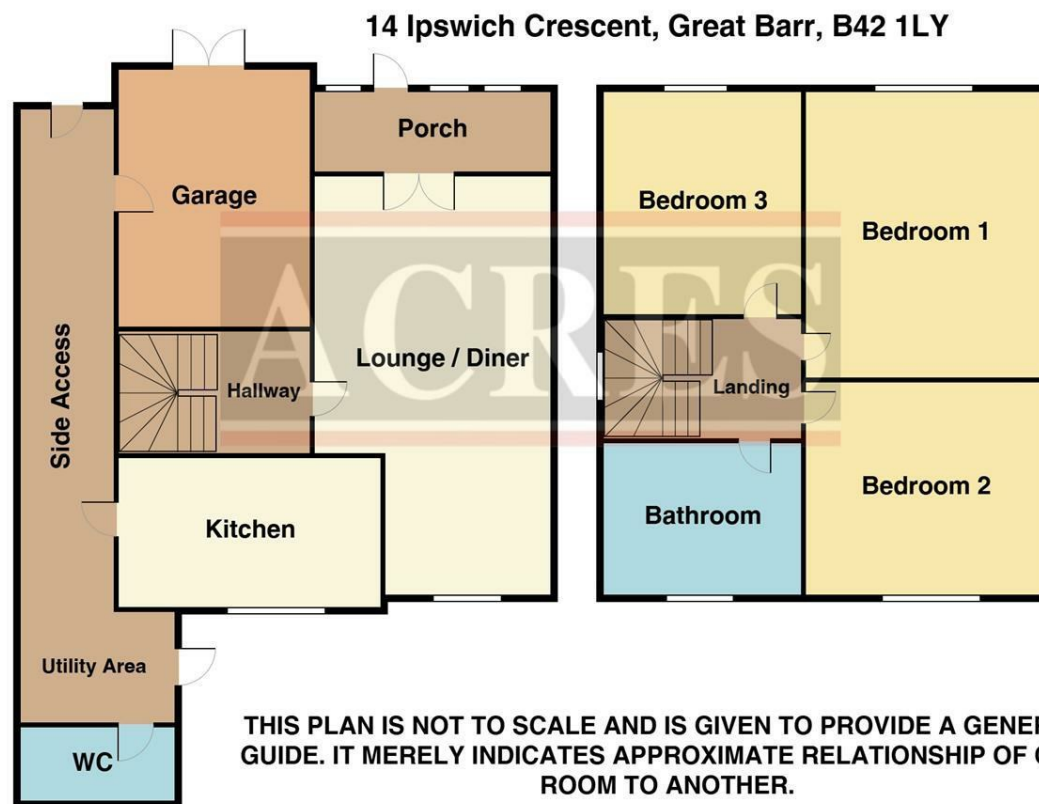 14 Ipswich Crescent, Great Barr, B42 1LY
Porch
Garage
Bedroom 3
Bedroom 1
ACRES
Side Access
Hallway
Lounge / Diner
Landing
Kitchen
Bathroom
Bedroom 2
Utility Area
WC
THIS PLAN IS NOT TO SCALE AND IS GIVEN TO PROVIDE A
GUIDE. IT MERELY INDICATES APPROXIMATE RELATIONSHIP OF
ROOM TO ANOTHER.